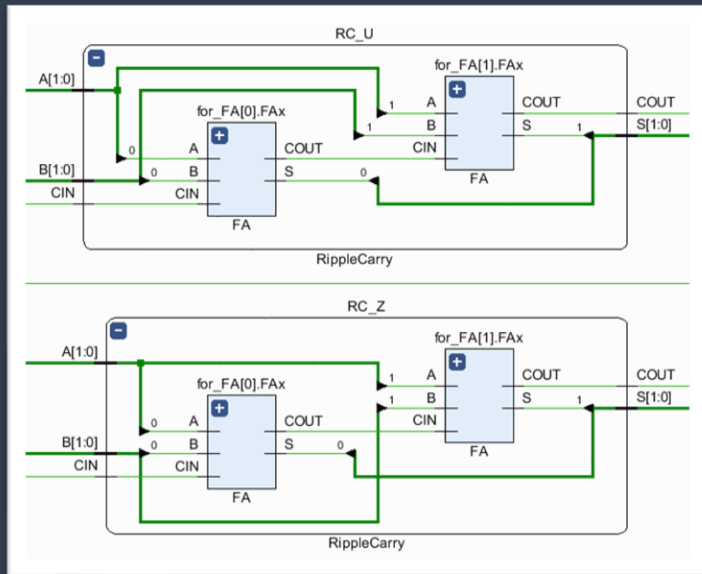 RC_U
A[1:0]
for_FA[1].FAx
for_FA[0].FAx
1 A COUT COUT
1 B S 1 S[1:0]
0 A COUT CIN
B[1:0] 0 B S 0 FA
CIN CIN
FA
RippleCarry
RC_Z
A[1:0]
for_FA[1].FAx
for_FA[0].FAx
1 A COUT COUT
1 B S 1 S[1:0]
0 A COUT CIN
B[1:0] 0 B S 0 FA
CIN CIN
FA
RippleCarry